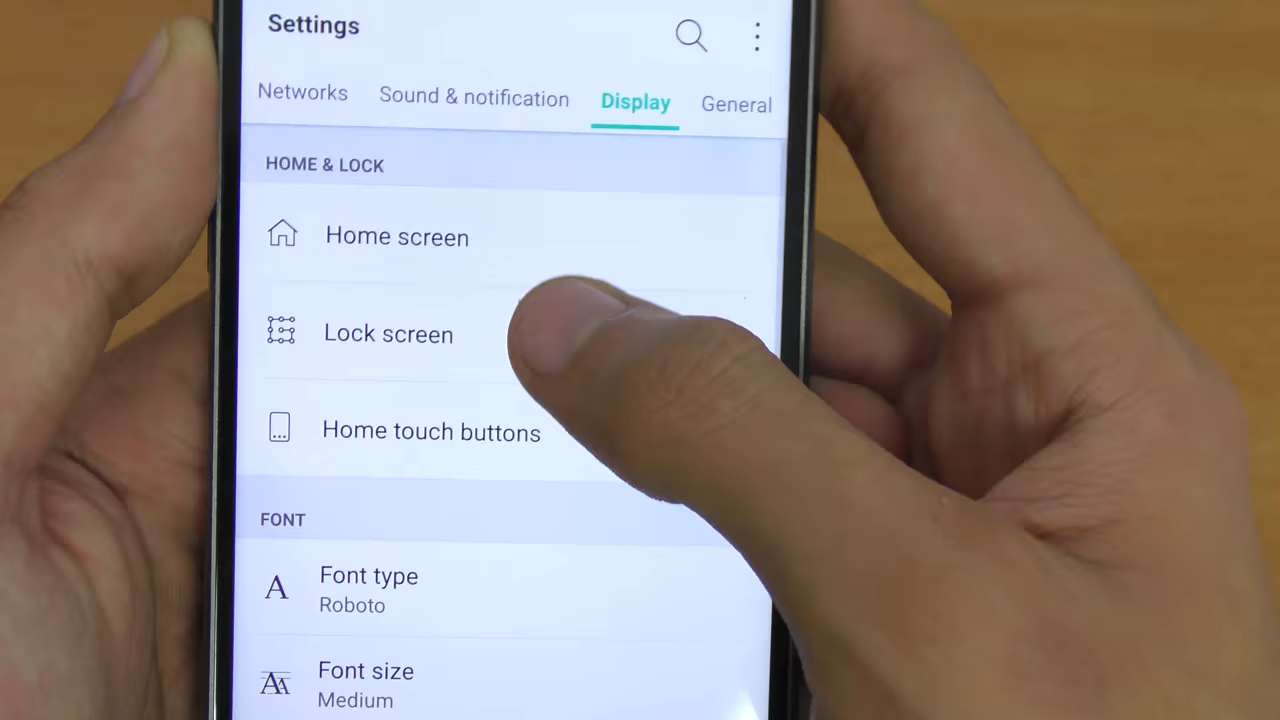 Settings
Networks
Sound & notification
Display
General
HOME & LOCK
Home screen
Lock screen
Home touch buttons
FONT
Font type
Roboto
Font size
Medium